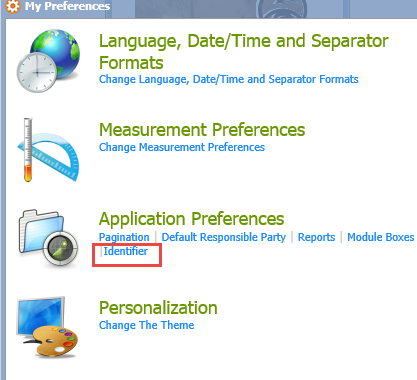 My Preferences
Language, Date/Time and Separator
Formats
Change Language, Date/Time and Separator Formats
Measurement Preferences
Change Measurement Preferences
Application Preferences
Pagination | Default Responsible Party | Reports | Module Boxes
|Identifier
Personalization
Change The Theme